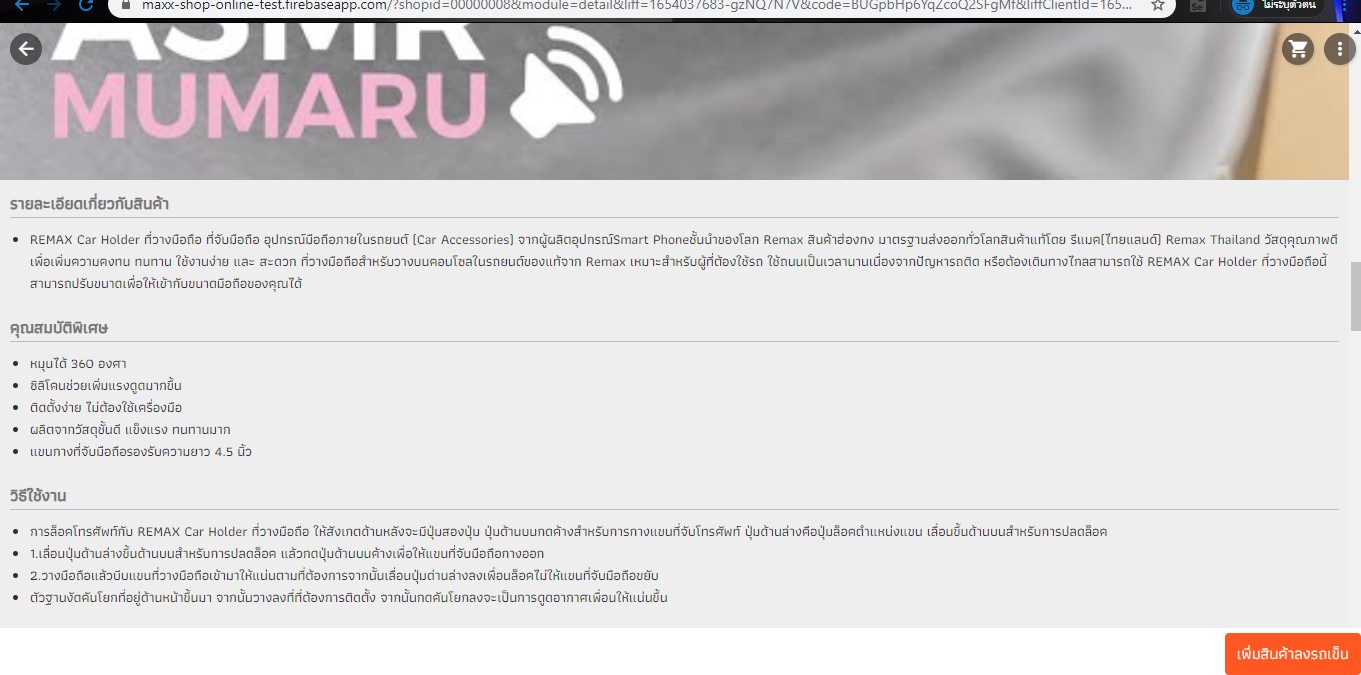 maxx-shop-online-test.firebaseapp.com/?shopid=00000008&module=detail&liff=1654037683-gzNQ7N7V&code=BUGpbHp6YqZcoQ2SFgMf&liffClientId=165...
Se
ไม่ระบุตัวตน
ASMR
MUMARU
รายละเอียดเกี่ยวกับสินค้า
REMAX Car Holder ที่วางมือถือ ที่จับมือถือ อุปกรณ์มือถือภายในรถยนต์ (Car Accessories) จากผู้ผลิตอุปกรณ์Smart Phoneชั้นนำของโลก Remax สินค้าฮ่องกง มาตรฐานส่งออกทั่วโลกสินค้าแท้โดย รีแมค(ไทยแลนด์) Remax Thailand วัสดุคุณภาพดี
เพื่อเพิ่มความคงทน ทนทาน ใช้งานง่าย และ สะดวก ที่วางมือถือสำหรับวางบนคอนโซลในรถยนต์ของแท้จาก Remax เหมาะสำหรับผู้ที่ต้องใช้รถ ใช้ถนนเป็นเวลานานเนื่องจากปัญหารถติด หรือต้องเดินทางไกลสามารถใช้ REMAX Car Holder ที่วางมือถือนี้
สามารถปรับขนาดเพื่อให้เข้ากับขนาดมือถือของคุณได้
คุณสมบัติพิเศษ
หมุนได้ 360 องศา
ซิลิโคนช่วยเพิ่มแรงดูดมากขึ้น
ติดตั้งง่าย ไม่ต้องใช้เครื่องมือ
ผลิตจากวัสดุชั้นดี แข็งแรง ทนทานมาก
แขนกางที่จับมือถือรองรับความยาว 4.5 นิ้ว
วิธีใช้งาน
การล็อคโทรศัพท์กับ REMAX Car Holder ที่วางมือถือ ให้สังเกตด้านหลังจะมีปุ่มสองปุ่ม ปุ่มด้านบนกดค้างสำหรับการกางแขนที่จับโทรศัพท์ ปุ่มด้านล่างคือปุ่มล็อคตำแหน่งแขน เลื่อนขึ้นด้านบนสำหรับการปลดล็อค
1.เลื่อนปุ่มด้านล่างขึ้นด้านบนสำหรับการปลดล็อค แล้วกดปุ่มด้านบนค้างเพื่อให้แขนที่จับมือถือกางออก
2.วางมือถือแล้วบีบแขนที่วางมือถือเข้ามาให้แน่นตามที่ต้องการจากนั้นเลื่อนปุ่มด่านล่างลงเพื่อนล็อคไม่ให้แขนที่จับมือถือขยับ
ตัวฐานงัดคันโยกที่อยู่ด้านหน้าขึ้นมา จากนั้นวางลงที่ที่ต้องการติดตั้ง จากนั้นกดคันโยกลงจะเป็นการดูดอากาศเพื่อนให้แน่นขึ้น
เพิ่มสินค้าลงรถเข็น